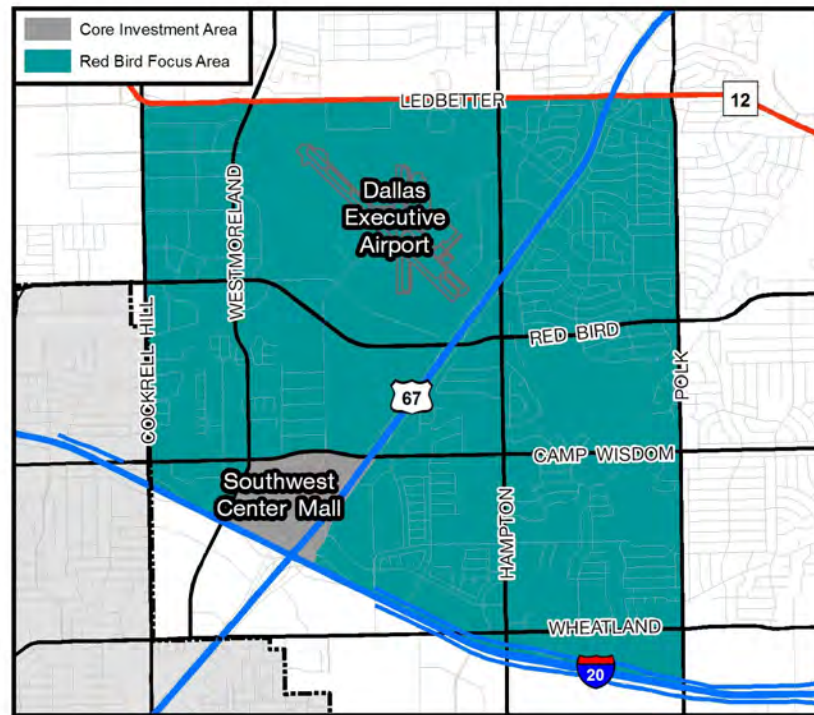 Core Investment Area
Red Bird Focus Area
LEDBETTER
12
Dallas
Executive
Airport
WESTMORELAND
COCKRELL HILL
RED BIRD
POLK
67
CAMP WISDOM
Southwest
Center Mall
HAMPTON
WHEATLAND
20